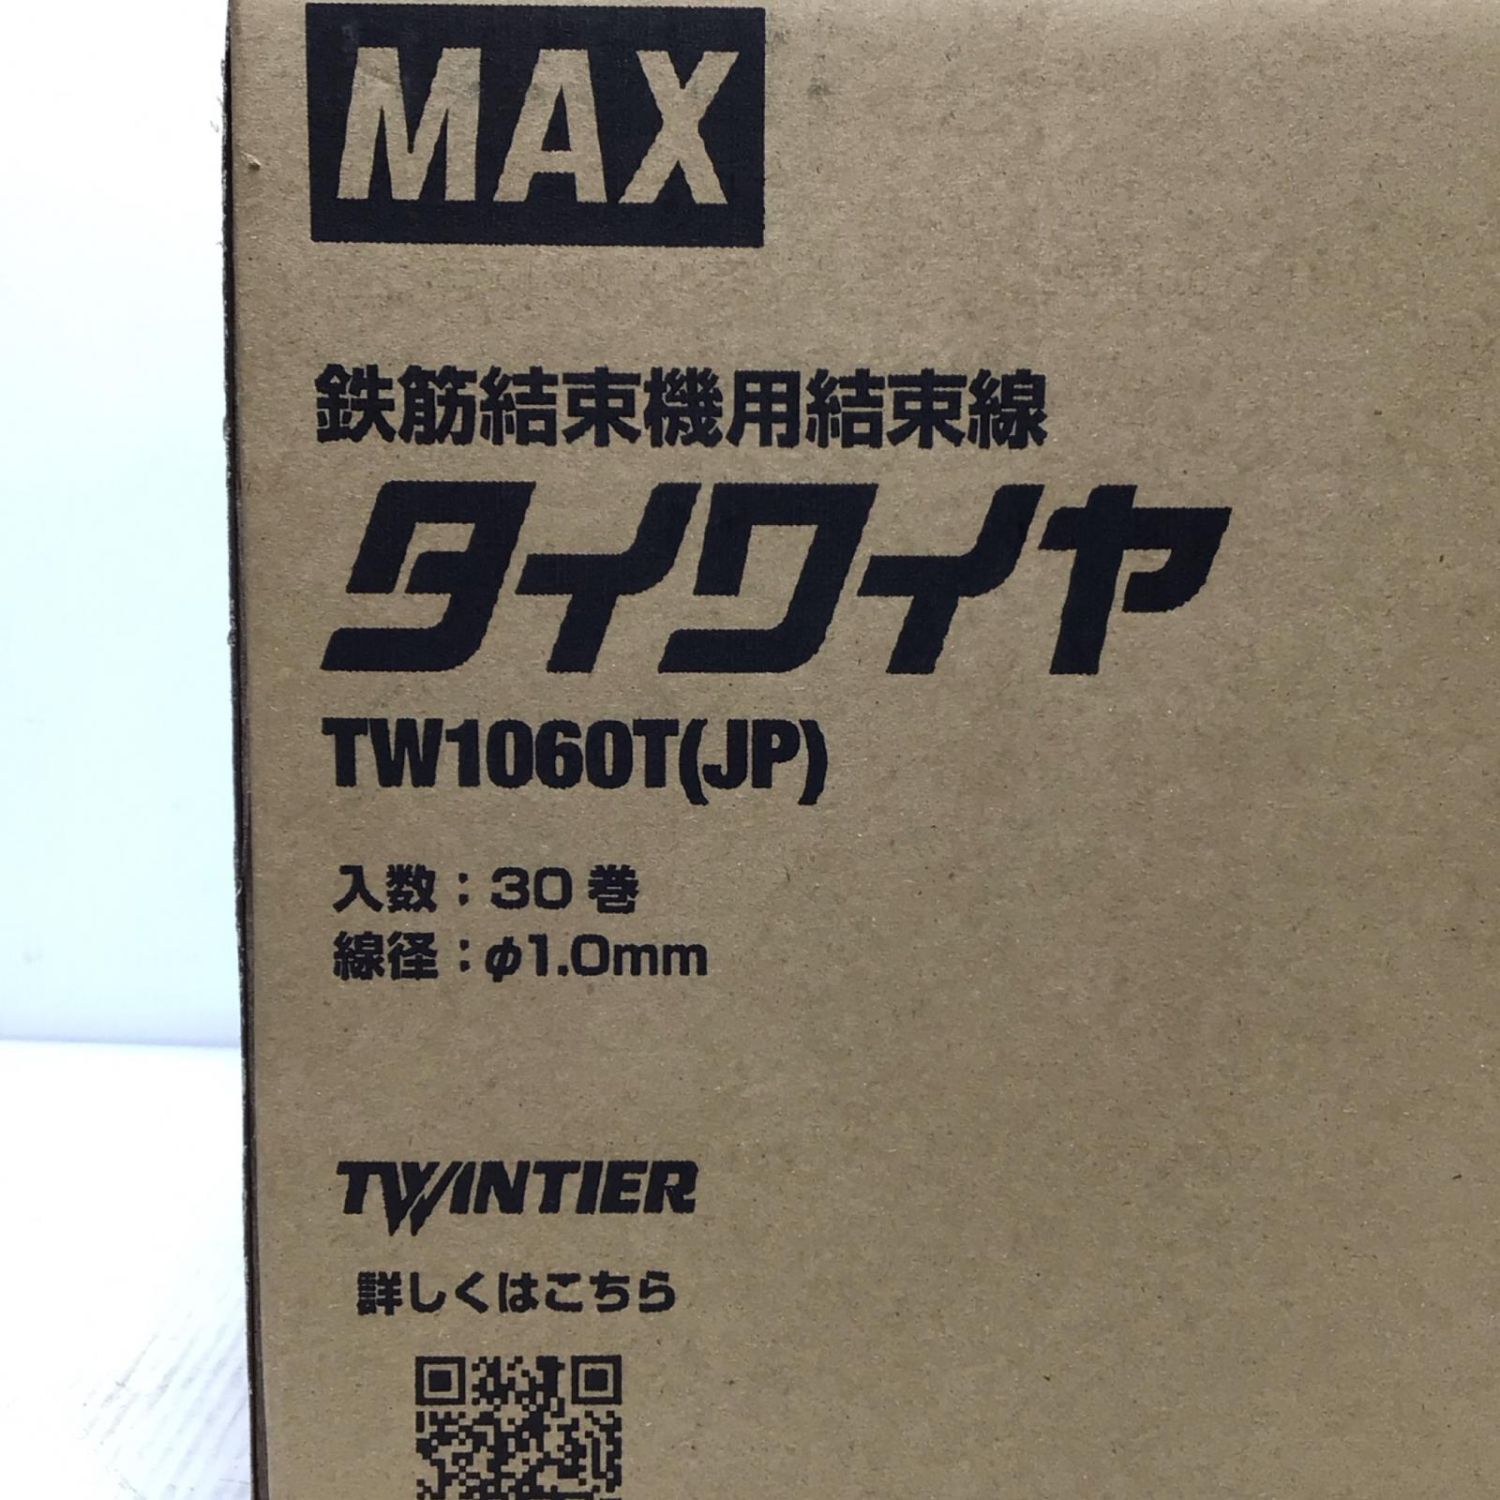 MAX
鉄筋結束機用結束線
タイワイヤ
TW1060T(JP)
入数：30巻
線径：φ1.0mm
TWINTIER
詳しくはこちら